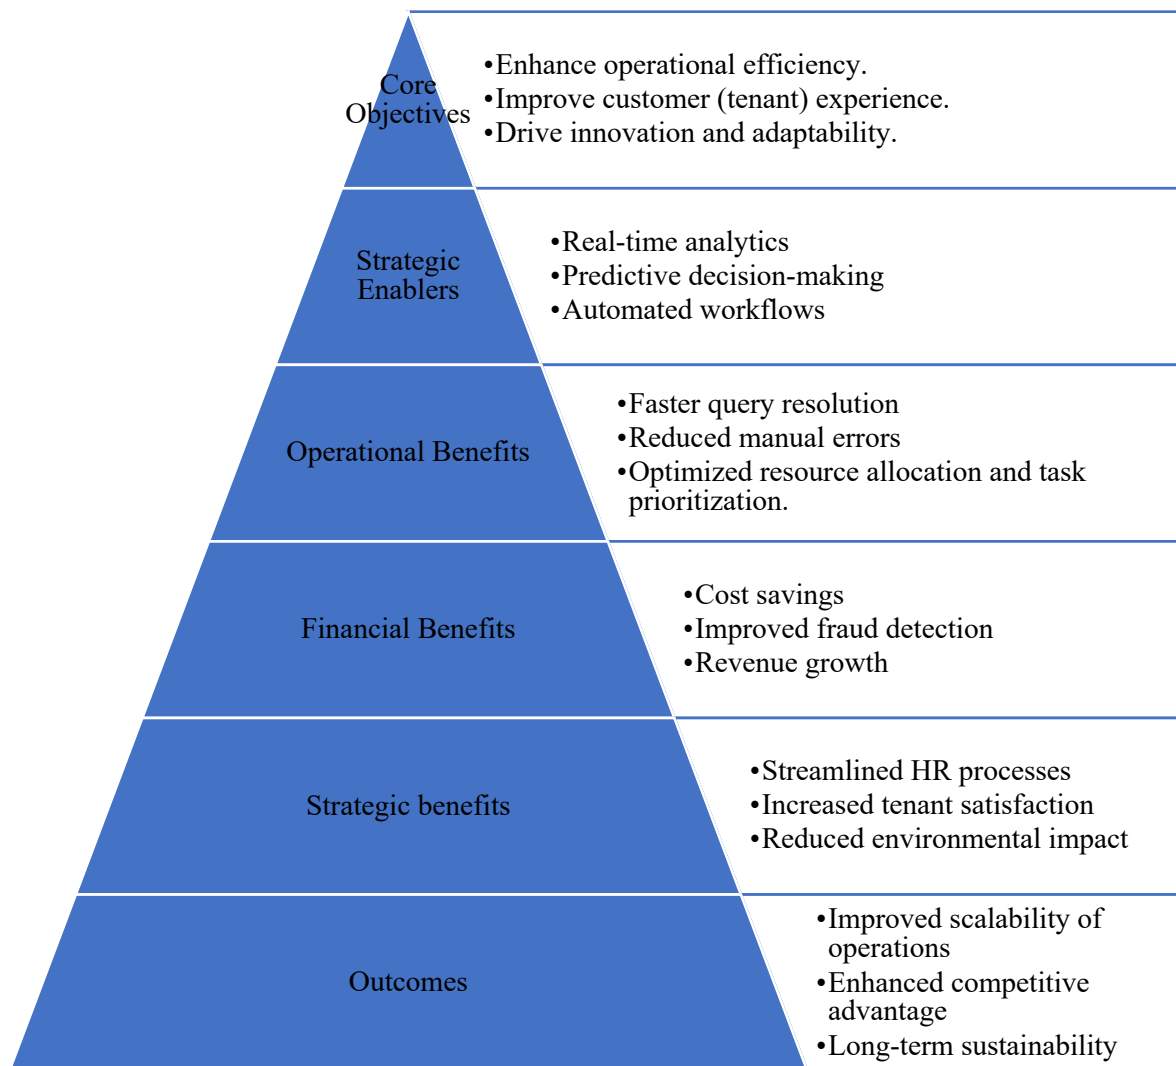 Core
Objectives
•Enhance operational efficiency.
•Improve customer (tenant) experience.
•Drive innovation and adaptability.
Strategic
Enablers
•Real-time analytics
•Predictive decision-making
•Automated workflows
Operational Benefits
•Faster query resolution
•Reduced manual errors
•Optimized resource allocation and task
prioritization.
Financial Benefits
•Cost savings
•Improved fraud detection
•Revenue growth
Strategic benefits
•Streamlined HR processes
•Increased tenant satisfaction
•Reduced environmental impact
Outcomes
•Improved scalability of
operations
•Enhanced competitive
advantage
•Long-term sustainability